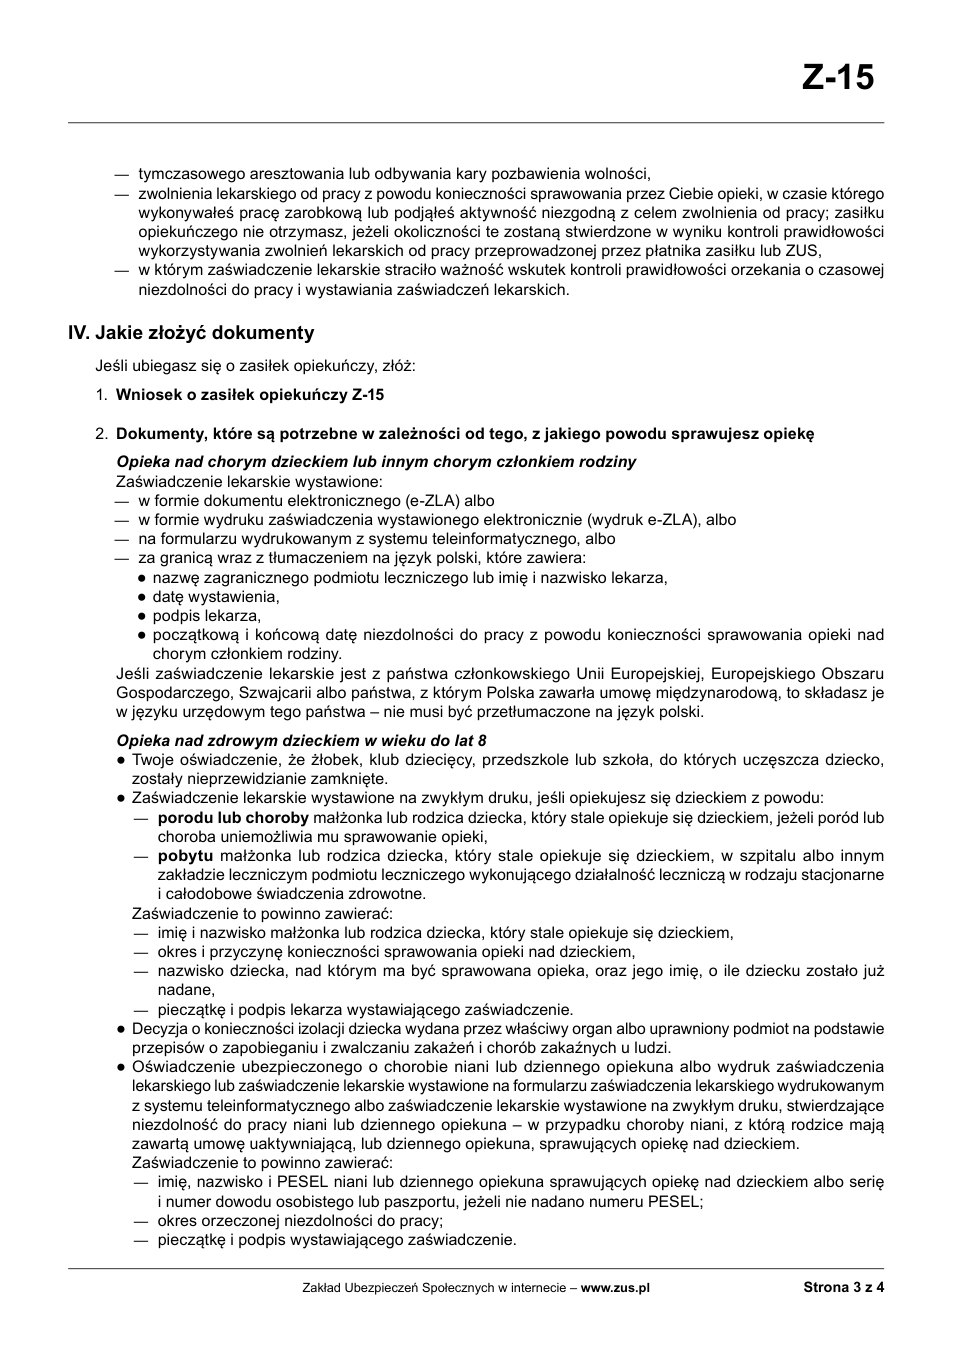 Z-15
— tymczasowego aresztowania lub odbywania kary pozbawienia wolności,
— zwolnienia lekarskiego od pracy z powodu konieczności sprawowania przez Ciebie opieki, w czasie którego
wykonywałeś pracę zarobkową lub podjąłeś aktywność niezgodną z celem zwolnienia od pracy; zasiłku
opiekuńczego nie otrzymasz, jeżeli okoliczności te zostaną stwierdzone w wyniku kontroli prawidłowości
wykorzystywania zwolnień lekarskich od pracy przeprowadzonej przez płatnika zasiłku lub ZUS,
— w którym zaświadczenie lekarskie straciło ważność wskutek kontroli prawidłowości orzekania o czasowej
niezdolności do pracy i wystawiania zaświadczeń lekarskich.
IV. Jakie złożyć dokumenty
Jeśli ubiegasz się o zasiłek opiekuńczy, złóż:
1. Wniosek o zasiłek opiekuńczy Z-15
2. Dokumenty, które są potrzebne w zależności od tego, z jakiego powodu sprawujesz opiekę
Opieka nad chorym dzieckiem lub innym chorym członkiem rodziny
Zaświadczenie lekarskie wystawione:
— w formie dokumentu elektronicznego (e-ZLA) albo
— w formie wydruku zaświadczenia wystawionego elektronicznie (wydruk e-ZLA), albo
— na formularzu wydrukowanym z systemu teleinformatycznego, albo
— za granicą wraz z tłumaczeniem na język polski, które zawiera:
● nazwę zagranicznego podmiotu leczniczego lub imię i nazwisko lekarza,
● datę wystawienia,
● podpis lekarza,
● początkową i końcową datę niezdolności do pracy z powodu konieczności sprawowania opieki nad
chorym członkiem rodziny.
Jeśli zaświadczenie lekarskie jest z państwa członkowskiego Unii Europejskiej, Europejskiego Obszaru
Gospodarczego, Szwajcarii albo państwa, z którym Polska zawarła umowę międzynarodową, to składasz je
w języku urzędowym tego państwa – nie musi być przetłumaczone na język polski.
Opieka nad zdrowym dzieckiem w wieku do lat 8
● Twoje oświadczenie, że żłobek, klub dziecięcy, przedszkole lub szkoła, do których uczęszcza dziecko,
zostały nieprzewidzianie zamknięte.
● Zaświadczenie lekarskie wystawione na zwykłym druku, jeśli opiekujesz się dzieckiem z powodu:
— porodu lub choroby małżonka lub rodzica dziecka, który stale opiekuje się dzieckiem, jeżeli poród lub
choroba uniemożliwia mu sprawowanie opieki,
— pobytu małżonka lub rodzica dziecka, który stale opiekuje się dzieckiem, w szpitalu albo innym
zakładzie leczniczym podmiotu leczniczego wykonującego działalność leczniczą w rodzaju stacjonarne
i całodobowe świadczenia zdrowotne.
Zaświadczenie to powinno zawierać:
— imię i nazwisko małżonka lub rodzica dziecka, który stale opiekuje się dzieckiem,
— okres i przyczynę konieczności sprawowania opieki nad dzieckiem,
— nazwisko dziecka, nad którym ma być sprawowana opieka, oraz jego imię, o ile dziecku zostało już
nadane,
— pieczątkę i podpis lekarza wystawiającego zaświadczenie.
● Decyzja o konieczności izolacji dziecka wydana przez właściwy organ albo uprawniony podmiot na podstawie
przepisów o zapobieganiu i zwalczaniu zakażeń i chorób zakaźnych u ludzi.
● Oświadczenie ubezpieczonego o chorobie niani lub dziennego opiekuna albo wydruk zaświadczenia
lekarskiego lub zaświadczenie lekarskie wystawione na formularzu zaświadczenia lekarskiego wydrukowanym
z systemu teleinformatycznego albo zaświadczenie lekarskie wystawione na zwykłym druku, stwierdzające
niezdolność do pracy niani lub dziennego opiekuna – w przypadku choroby niani, z którą rodzice mają
zawartą umowę uaktywniającą, lub dziennego opiekuna, sprawujących opiekę nad dzieckiem.
Zaświadczenie to powinno zawierać:
— imię, nazwisko i PESEL niani lub dziennego opiekuna sprawujących opiekę nad dzieckiem albo serię
i numer dowodu osobistego lub paszportu, jeżeli nie nadano numeru PESEL;
— okres orzeczonej niezdolności do pracy;
— pieczątkę i podpis wystawiającego zaświadczenie.
Zakład Ubezpieczeń Społecznych w internecie – www.zus.pl
Strona 3 z 4